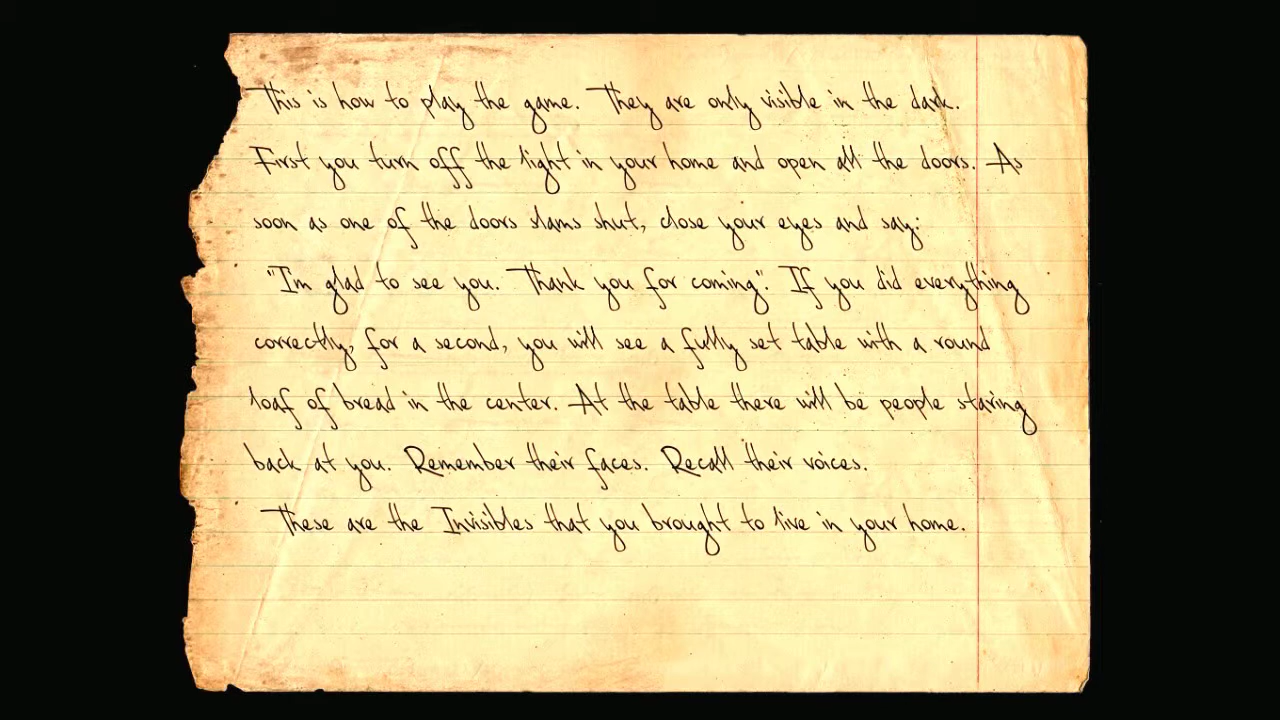 This is how to play the game. They are only visible in the dark.
First you turn off the light in your home and open all the doors. As
soon as one of the doors slams shut, close your eyes and say:
"I'm glad to see you. Thank you for coming". If you did everything
correctly, for a second, you will see a fully set table with a round
loaf of bread in the center. At the table there will be people staring
back at you. Remember their faces. Recall their voices.
These are the Invisibles that you brought to live in your home.